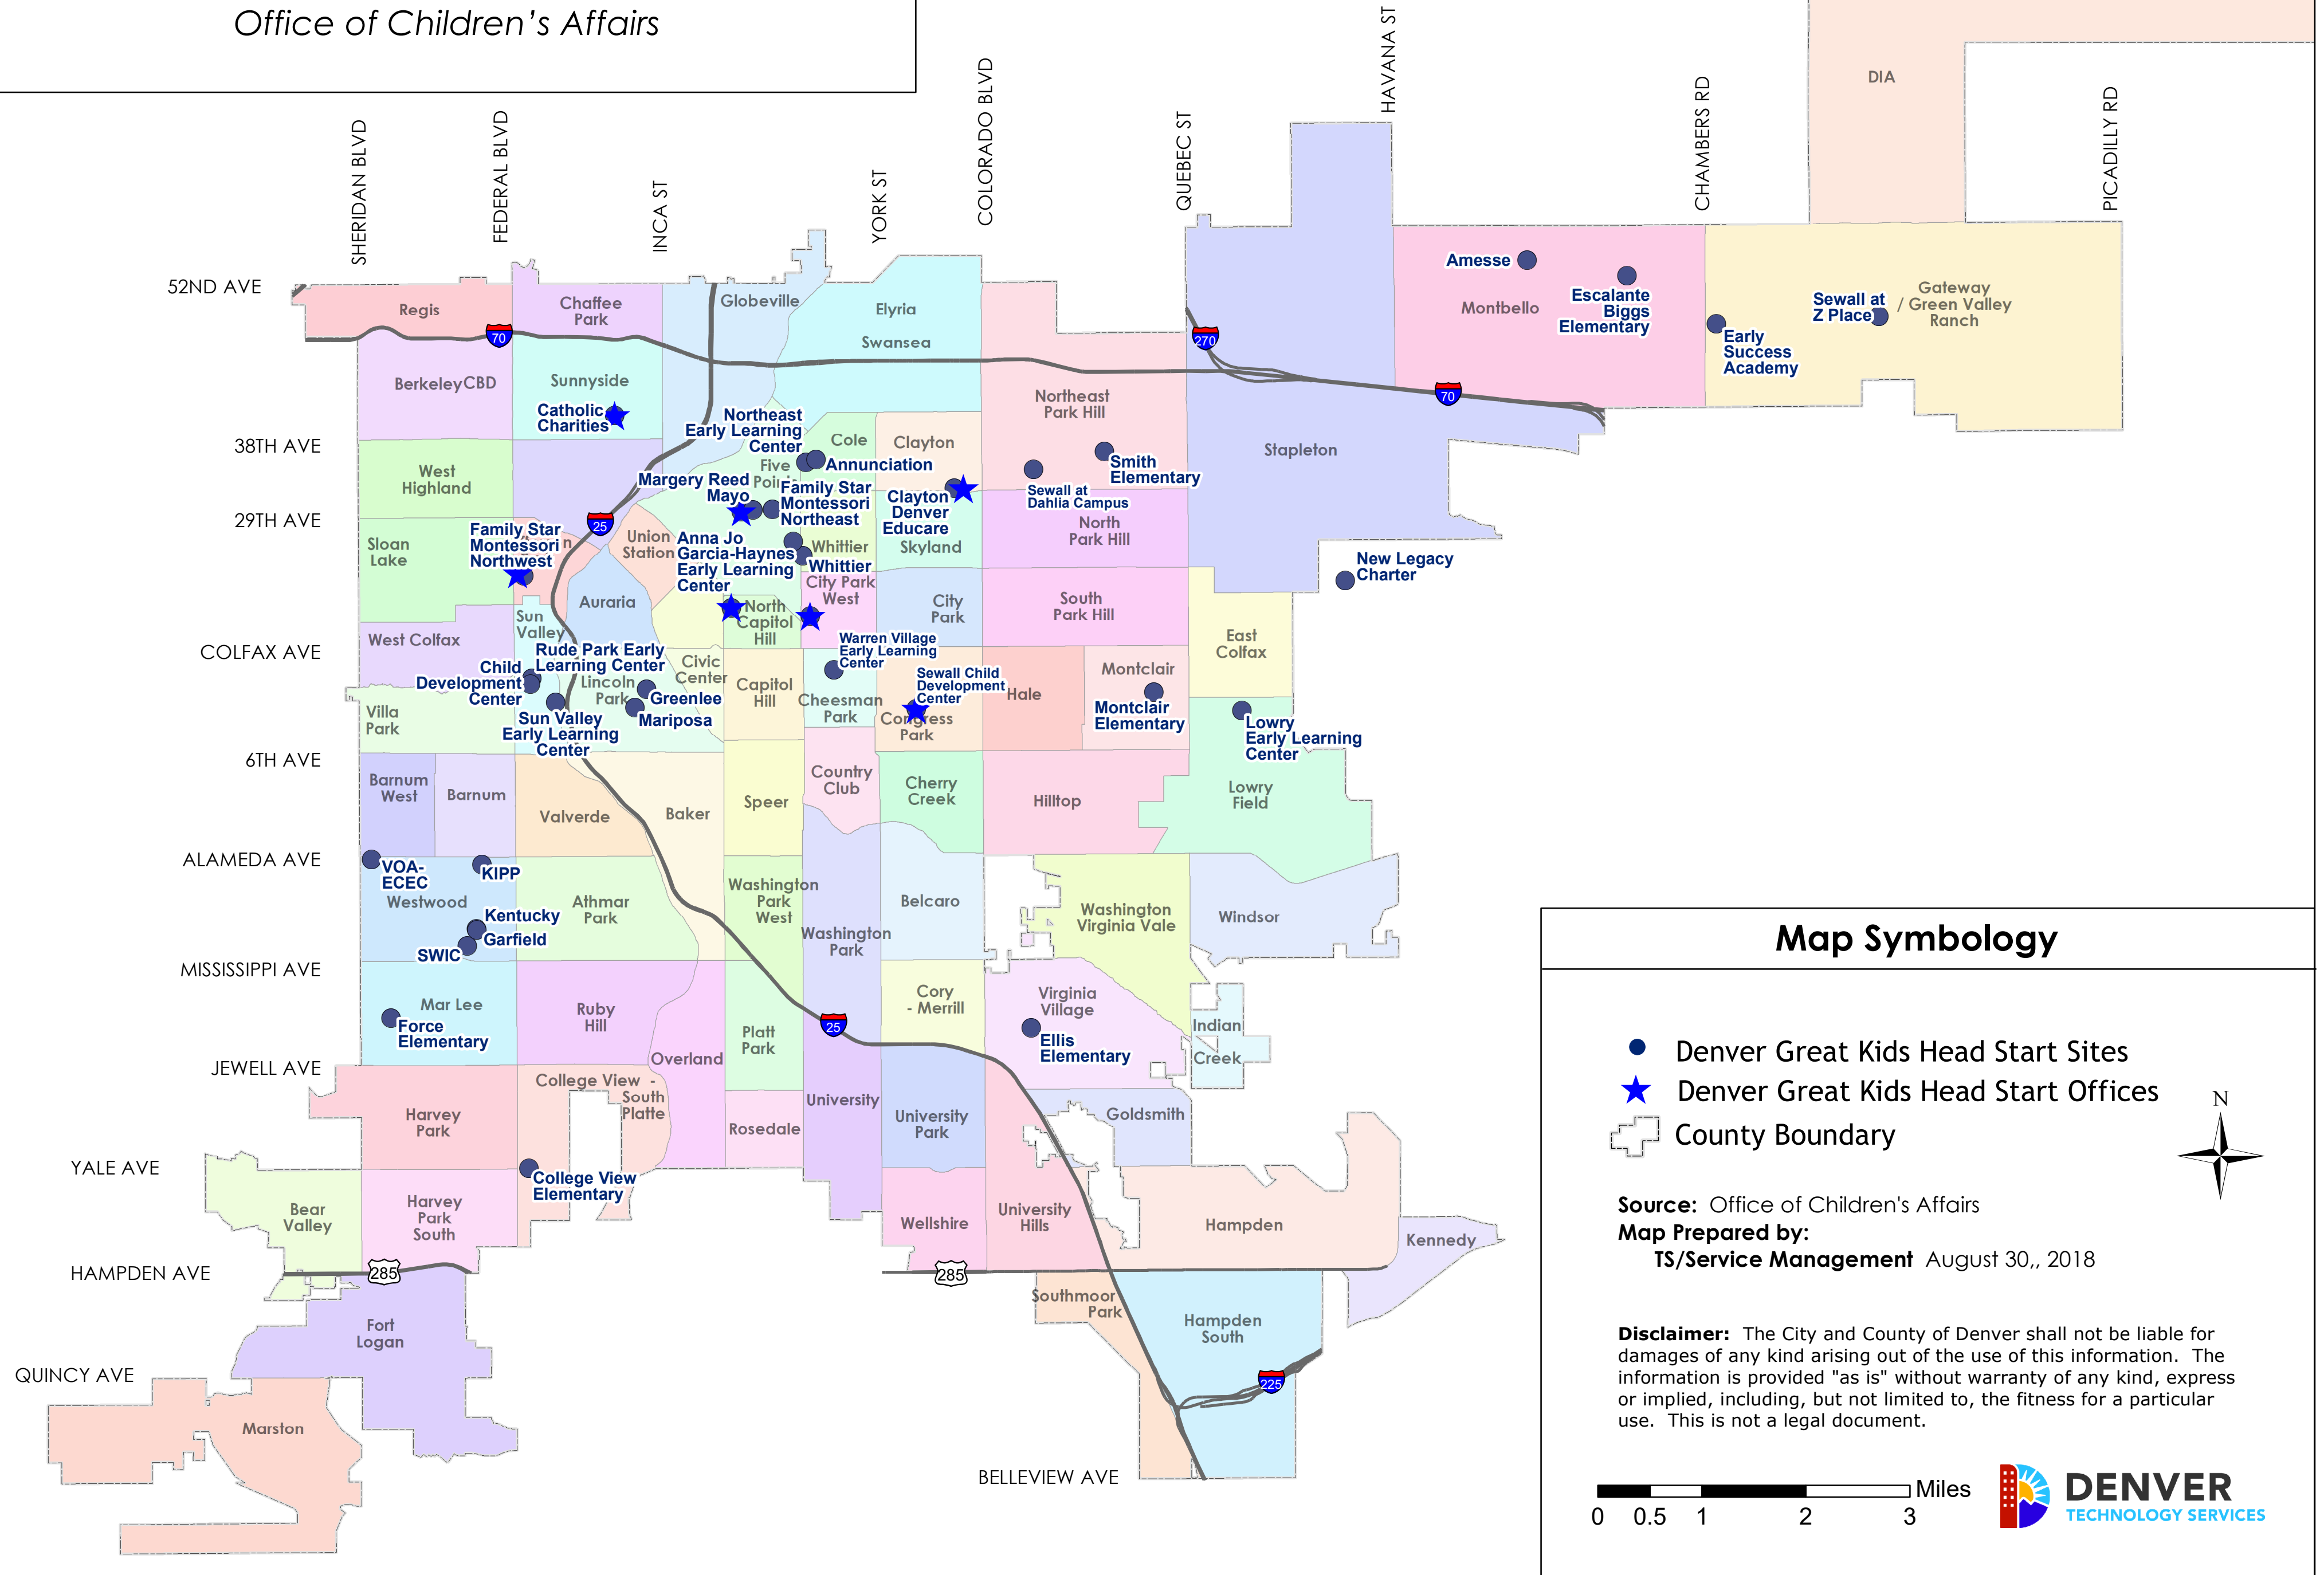 Office of Children's Affairs
SHERIDAN BLVD
FEDERAL BLVD
INCA ST
YORK ST
COLORADO BLVD
QUEBEC ST
HAVANA ST
CHAMBERS RD
PICADILLY RD
52ND AVE
38TH AVE
29TH AVE
COLFAX AVE
6TH AVE
ALAMEDA AVE
MISSISSIPPI AVE
JEWELL AVE
YALE AVE
HAMPDEN AVE
QUINCY AVE
BELLEVIEW AVE
DIA
Regis
Chaffee
Park
Globeville
Elyria
Swansea
70
270
70
Amesse
Montbello
Escalante
Biggs
Elementary
Early
Success
Academy
Sewall at
Z Place
Gateway
/ Green Valley
Ranch
Berkeley
CBD
Sunnyside
Catholic
Charities
Northeast
Early Learning
Center
Cole
Clayton
Northeast
Park Hill
Stapleton
West
Highland
Five
Annunciation
Smith
Elementary
Margery Reed
Mayo
Family Star
Montessori
Northeast
Clayton
Denver
Educare
Sewall at
Dahlia Campus
25
Sloan
Lake
Family Star
Montessori
Northwest
Union
Station
Anna Jo
Garcia-Haynes
Early Learning
Center
Whittier
Whittier
Skyland
North
Park Hill
New Legacy
Charter
Auraria
City Park
West
City
Park
South
Park Hill
North
Capitol
Hill
East
Colfax
Sun
Valley
West Colfax
Rude Park Early
Learning Center
Child
Development
Center
Lincoln
Park
Greenlee
Mariposa
Civic
Center
Capitol
Hill
Warren Village
Early Learning
Center
Cheesman
Park
Sewall Child
Development
Center
Congress
Park
Hale
Montclair
Montclair
Elementary
Lowry
Early Learning
Center
Villa
Park
Sun Valley
Early Learning
Center
Barnum
West
Barnum
Valverde
Baker
Speer
Country
Club
Cherry
Creek
Hilltop
Lowry
Field
VOA-
ECEC
KIPP
Westwood
Kentucky
Garfield
SWIC
Athmar
Park
Washington
Park
West
Washington
Park
Belcaro
Washington
Virginia Vale
Windsor
Mar Lee
Force
Elementary
Ruby
Hill
Overland
Platt
Park
25
Cory
- Merrill
Virginia
Village
Ellis
Elementary
Indian
Creek
Harvey
Park
College View -
South
Platte
Rosedale
University
University
Park
Goldsmith
College View
Elementary
Bear
Valley
Harvey
Park
South
Wellshire
University
Hills
Hampden
Kennedy
285
285
Fort
Logan
Southmoor
Park
Hampden
South
225
Marston
Map Symbology
Denver Great Kids Head Start Sites
Denver Great Kids Head Start Offices
County Boundary
N
Source: Office of Children's Affairs
Map Prepared by:
TS/Service Management August 30,, 2018
Disclaimer: The City and County of Denver shall not be liable for
damages of any kind arising out of the use of this information. The
information is provided "as is" without warranty of any kind, express
or implied, including, but not limited to, the fitness for a particular
use. This is not a legal document.
Miles
0 0.5 1 2 3
DENVER
TECHNOLOGY SERVICES